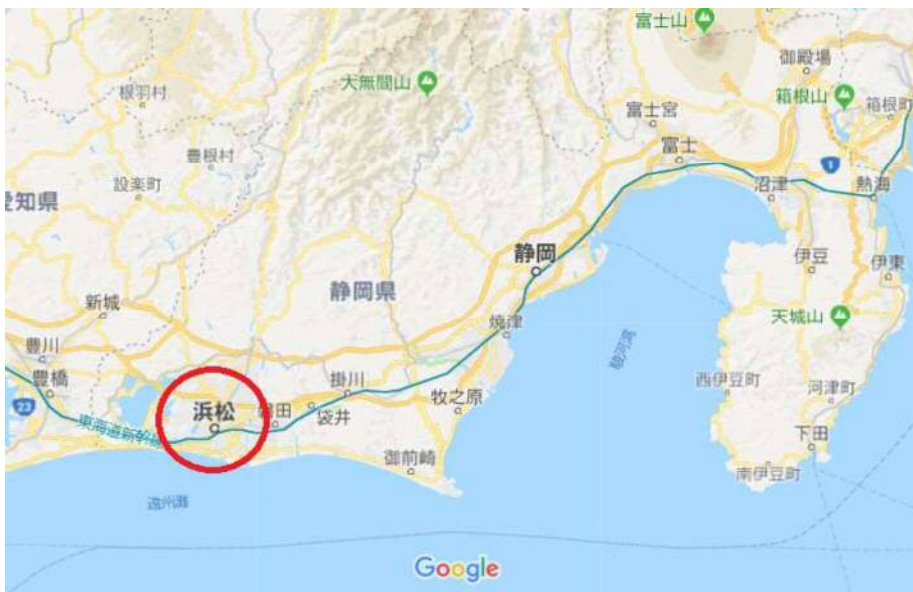 富士山
御殿場
根羽村
大無間山
箱根山
箱根町
富士宮
豊根村
富士
1
設楽町
沼津
熱海
愛知県
静岡
伊豆
伊東
静岡県
新城
焼津
天城山
駿河湾
豊川
豊橋
掛川
西伊豆町
河津町
23
浜松
磐田
袋井
牧之原
東海道新幹線
下田
御前崎
南伊豆町
遠州灘
Google